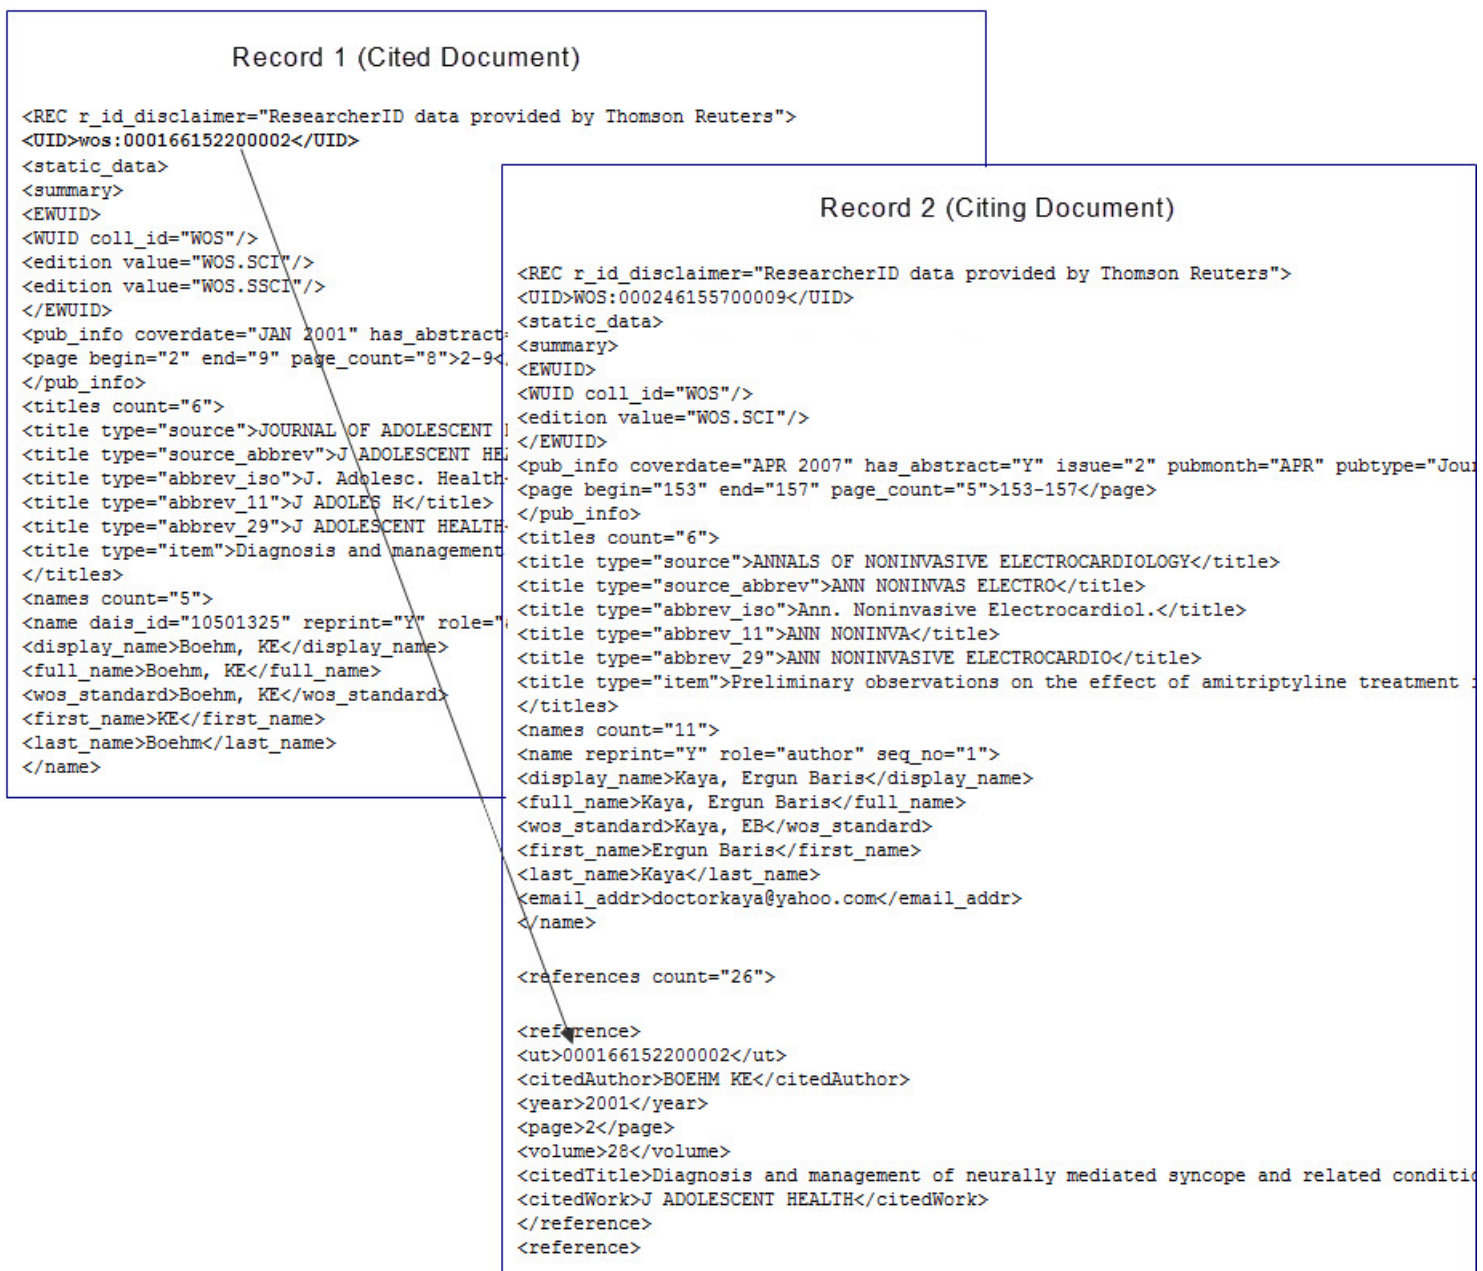 Record 1 (Cited Document)
<REC r_id_disclaimer="ResearcherID data provided by Thomson Reuters">
<UID>wos:000166152200002</UID>
<static_data>
<summary>
<EWUID>
<WUID coll_id="WOS"/>
<edition value="WOS.SCI"/>
<edition value="WOS.SSCI"/>
</EWUID>
<pub_info coverdate="JAN 2001" has_abstract
<page begin="2" end="9" page_count="8">2-9<
</pub_info>
<titles count="6">
<title type="source">JOURNAL OF ADOLESCENT
<title type="source_abbrev">J ADOLESCENT HE
<title type="abbrev_iso">J. Adolesc. Health
<title type="abbrev_11">J ADOLES H</title>
<title type="abbrev_29">J ADOLESCENT HEALTH
<title type="item">Diagnosis and management
</titles>
<names count="5">
<name dais_id="10501325" reprint="Y" role="
<display_name>Boehm, KE</display_name>
<full_name>Boehm, KE</full_name>
<wos_standard>Boehm, KE</wos_standard>
<first_name>KE</first_name>
<last_name>Boehm</last_name>
</name>
Record 2 (Citing Document)
<REC r_id_disclaimer="ResearcherID data provided by Thomson Reuters">
<UID>WOS:000246155700009</UID>
<static_data>
<summary>
<EWUID>
<WUID coll_id="WOS"/>
<edition value="WOS.SCI"/>
</EWUID>
<pub_info coverdate="APR 2007" has_abstract="Y" issue="2" pubmonth="APR" pubtype="Jour
<page begin="153" end="157" page_count="5">153-157</page>
</pub_info>
<titles count="6">
<title type="source">ANNALS OF NONINVASIVE ELECTROCARDIOLOGY</title>
<title type="source_abbrev">ANN NONINVAS ELECTRO</title>
<title type="abbrev_iso">Ann. Noninvasive Electrocardiol.</title>
<title type="abbrev_11">ANN NONINVA</title>
<title type="abbrev_29">ANN NONINVASIVE ELECTROCARDIO</title>
<title type="item">Preliminary observations on the effect of amitriptyline treatment
</titles>
<names count="11">
<name reprint="Y" role="author" seq_no="1">
<display_name>Kaya, Ergun Baris</display_name>
<full_name>Kaya, Ergun Baris</full_name>
<wos_standard>Kaya, EB</wos_standard>
<first_name>Ergun Baris</first_name>
<last_name>Kaya</last_name>
<email_addr>doctorkaya@yahoo.com</email_addr>
</name>
<references count="26">
<reference>
<ut>000166152200002</ut>
<citedAuthor>BOEHM KE</citedAuthor>
<year>2001</year>
<page>2</page>
<volume>28</volume>
<citedTitle>Diagnosis and management of neurally mediated syncope and related conditio
<citedWork>J ADOLESCENT HEALTH</citedWork>
</reference>
<reference>